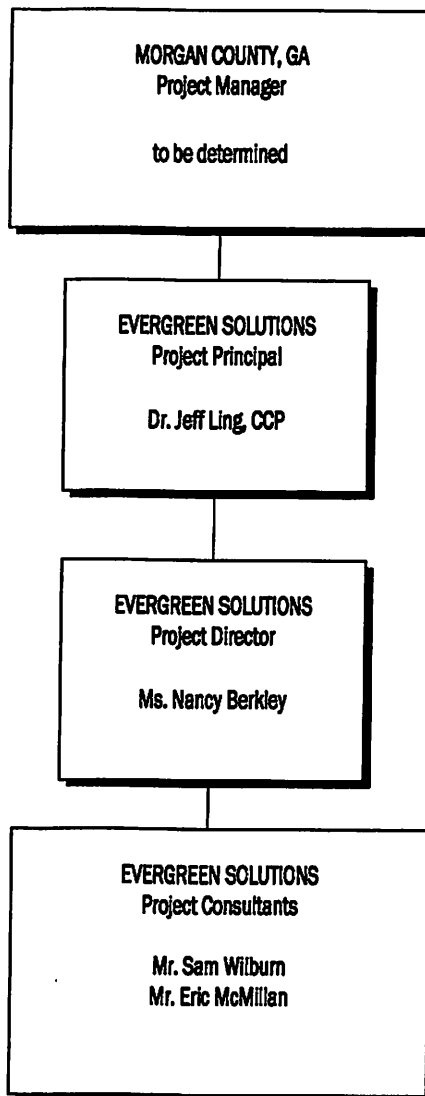 MORGAN COUNTY, GA
Project Manager
to be determined
EVERGREEN SOLUTIONS
Project Principal
Dr. Jeff Ling, CCP
EVERGREEN SOLUTIONS
Project Director
Ms. Nancy Berkley
EVERGREEN SOLUTIONS
Project Consultants
Mr. Sam Wilburn
Mr. Eric McMillan